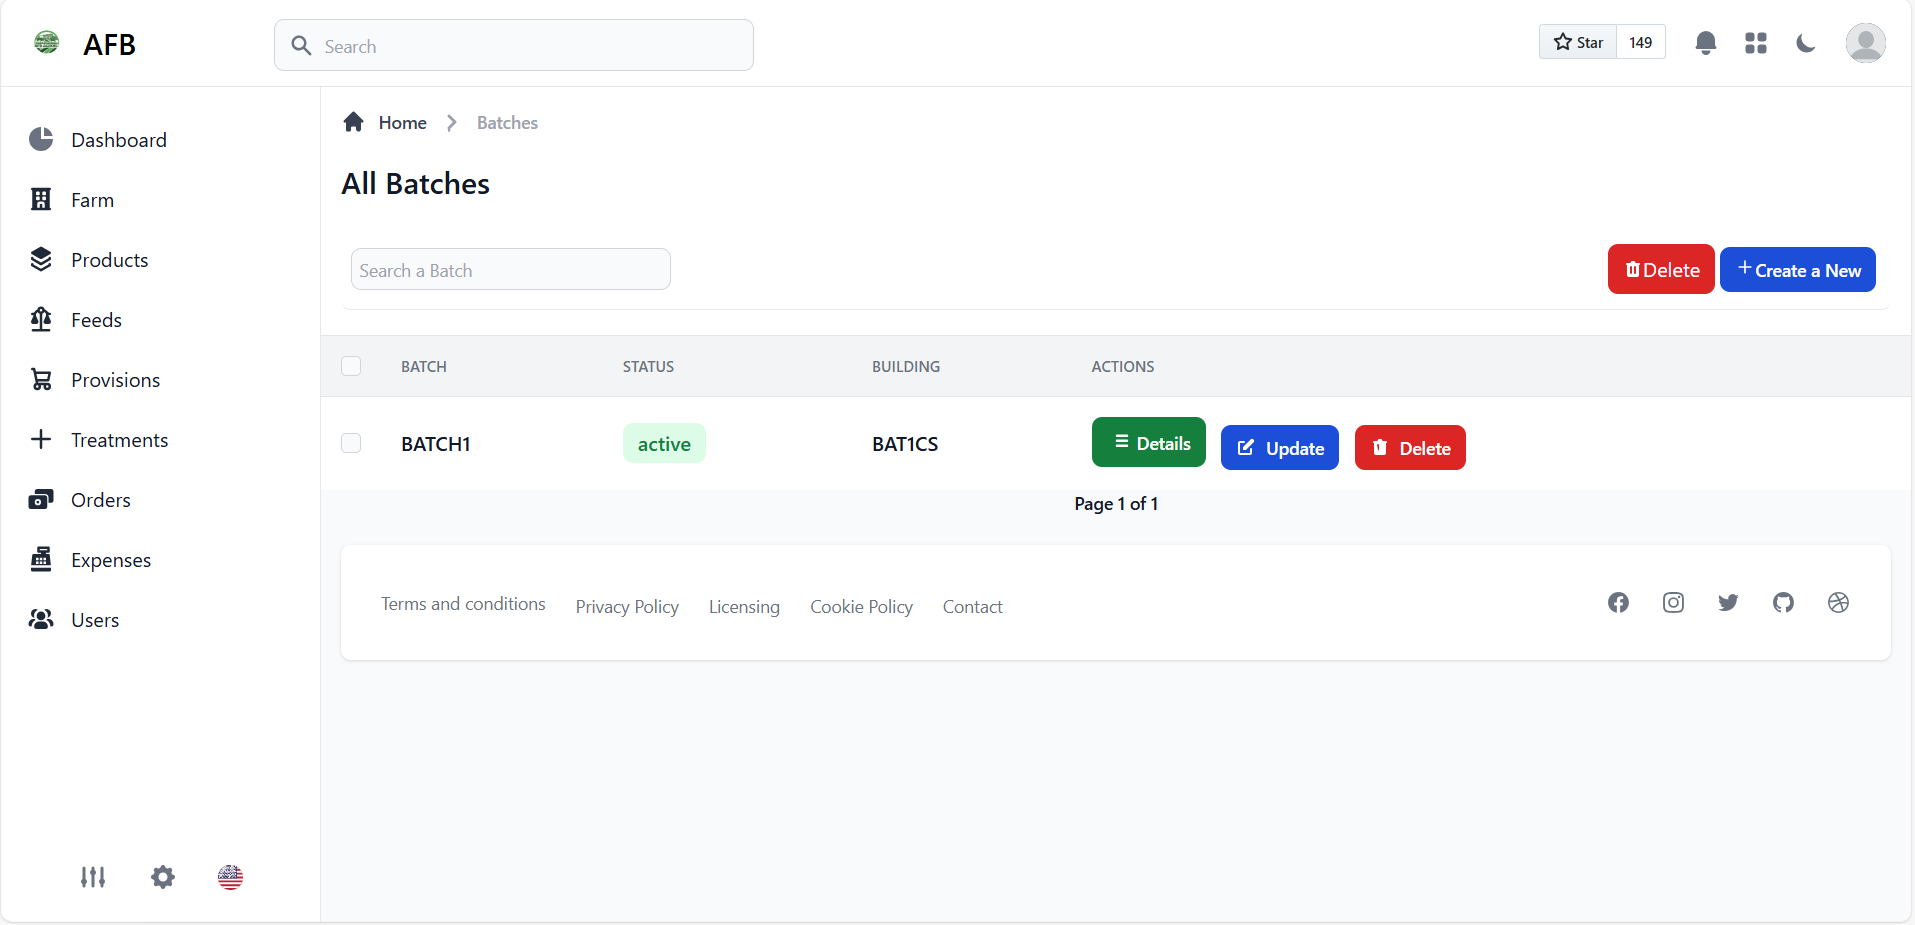 AFB
Search
Star 149
Dashboard
Farm
Products
Feeds
Provisions
Treatments
Orders
Expenses
Users
Home Batches
All Batches
Search a Batch
Delete
Create a New
BATCH STATUS BUILDING ACTIONS
BATCH1 active BAT1CS Details Update Delete
Page 1 of 1
Terms and conditions Privacy Policy Licensing Cookie Policy Contact